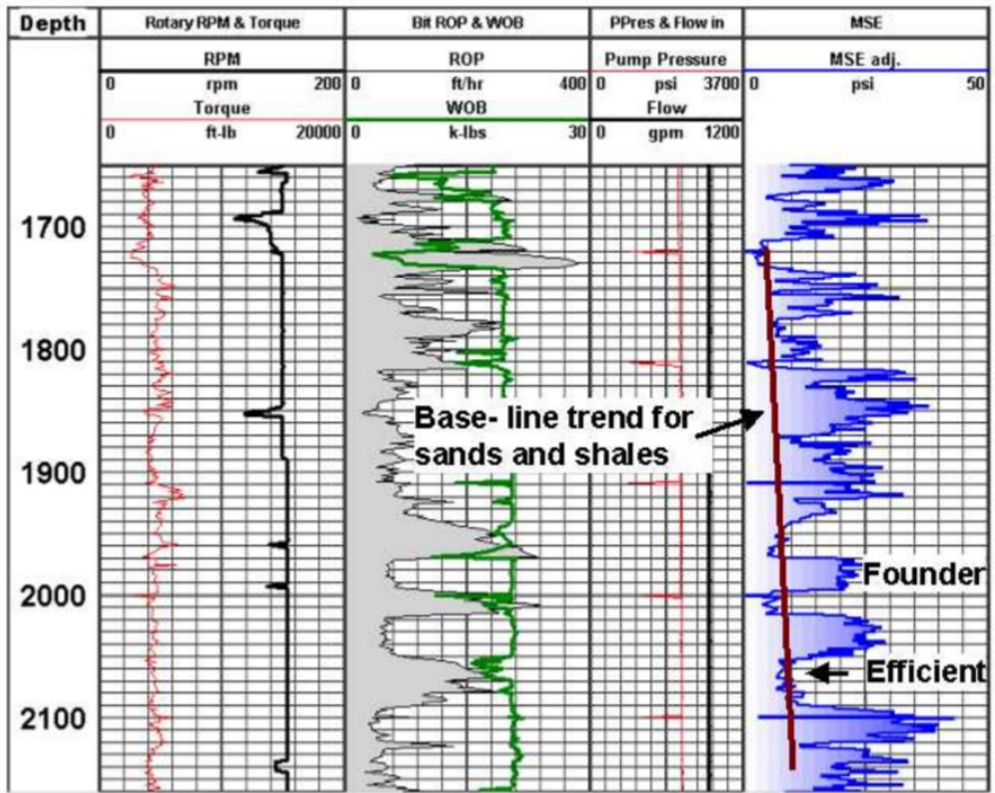 Depth Rotary RPM & Torque Bit ROP & WOB PPres & Flow in MSE
RPM ROP Pump Pressure MSE adj.
0 rpm 200 0 ft/hr 400 psi 3700 0 psi 50
Torque WOB Flow
0 ft-lb 20000 0 k-lbs 30 0 gpm 1200
1700
1800
Base- line trend for
sands and shales
1900
Founder
2000
Efficient
2100